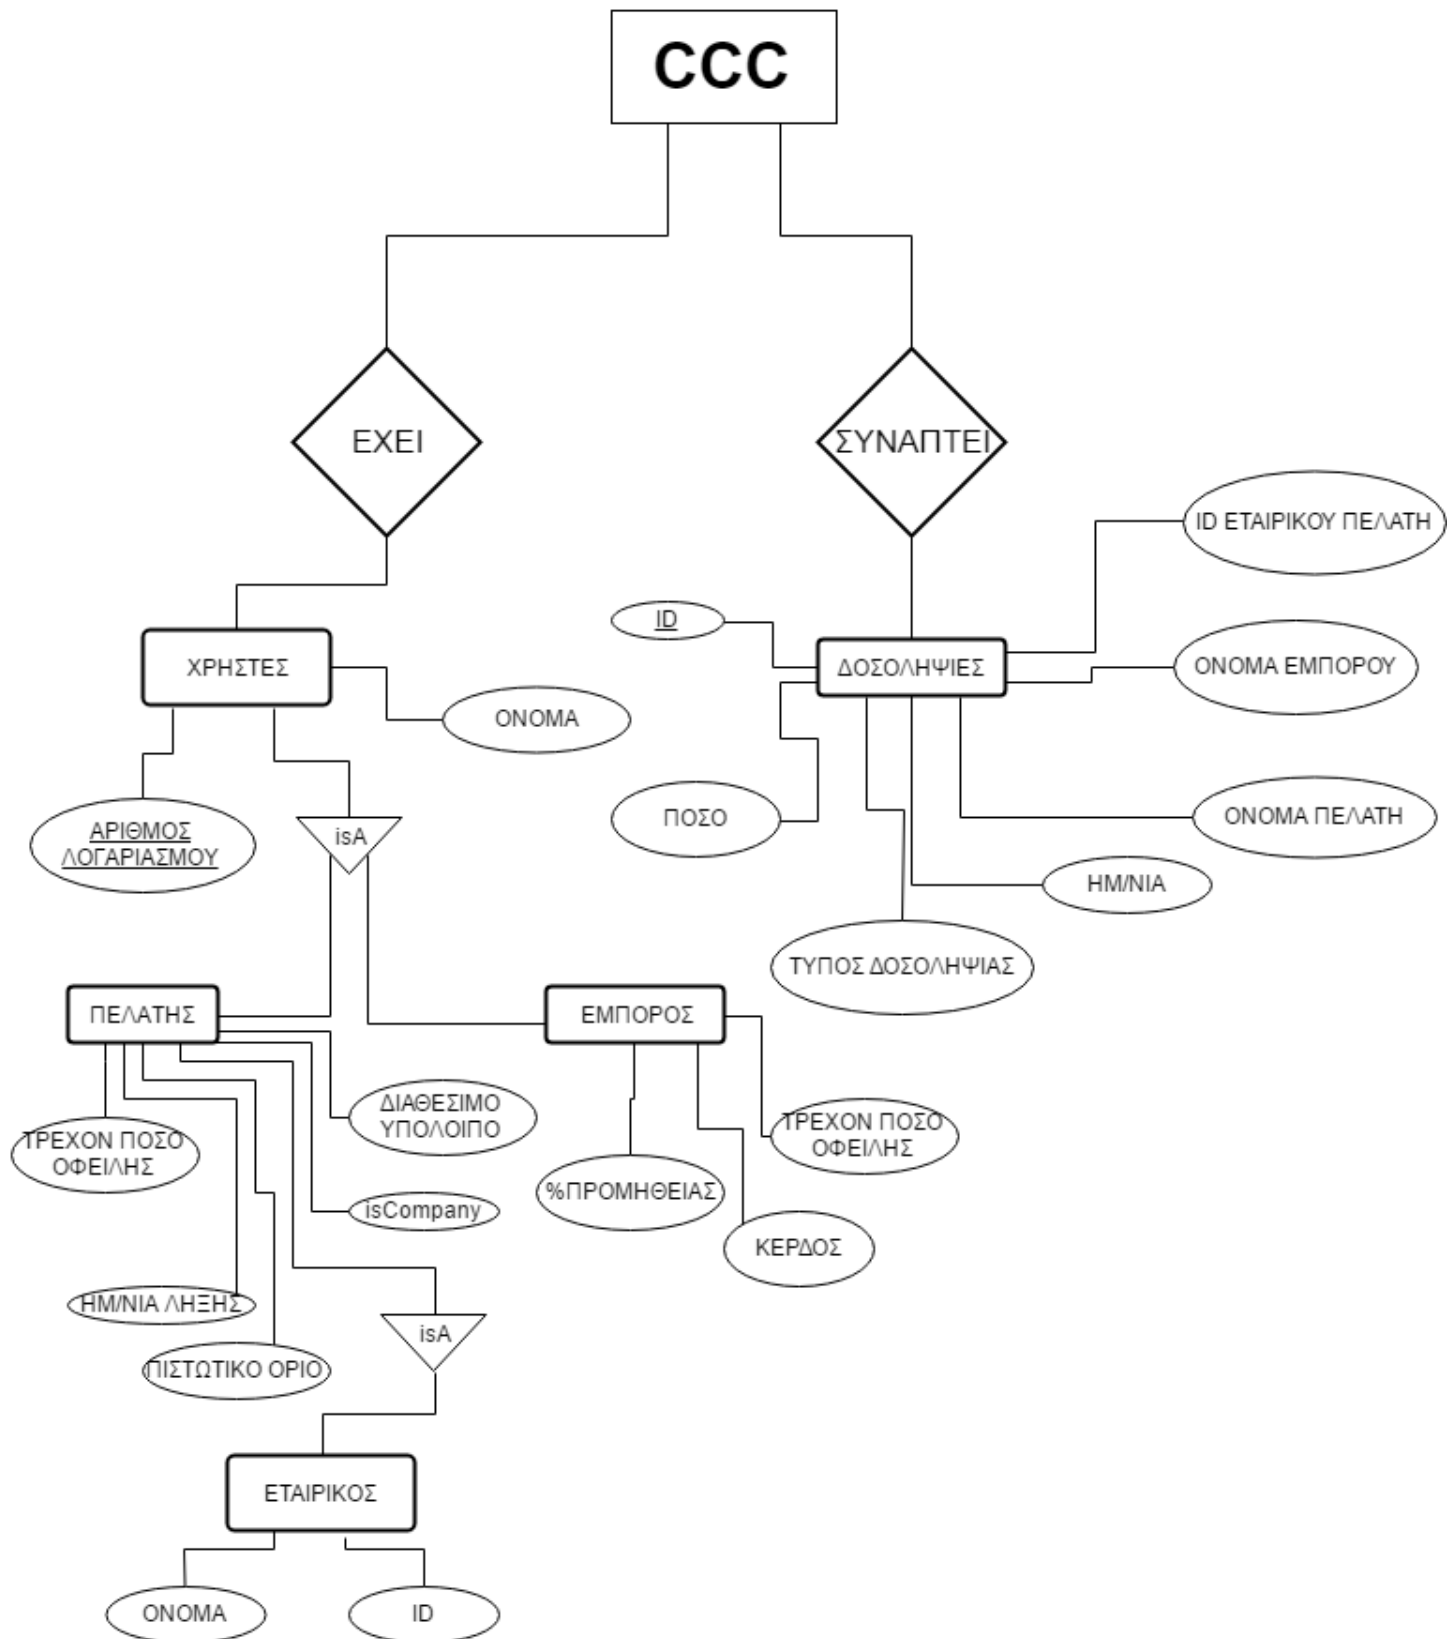 CCC
ΕΧΕΙ
ΣΥΝΑΠΤΕΙ
ID ΕΤΑΙΡΙΚΟΥ ΠΕΛΑΤΗ
ID
ΧΡΗΣΤΕΣ
ΔΟΣΟΛΗΨΙΕΣ
ΟΝΟΜΑ ΕΜΠΟΡΟΥ
ΟΝΟΜΑ
ΑΡΙΘΜΟΣ
ΛΟΓΑΡΙΑΣΜΟΥ
isA
ΠΟΣΟ
ΟΝΟΜΑ ΠΕΛΑΤΗ
ΗΜ/ΝΙΑ
ΤΥΠΟΣ ΔΟΣΟΛΗΨΙΑΣ
ΠΕΛΑΤΗΣ
ΕΜΠΟΡΟΣ
ΤΡΕΧΟΝ ΠΟΣΟ
ΟΦΕΙΛΗΣ
ΔΙΑΘΕΣΙΜΟ
ΥΠΟΛΟΙΠΟ
ΤΡΕΧΟΝ ΠΟΣΟ
ΟΦΕΙΛΗΣ
%ΠΡΟΜΗΘΕΙΑΣ
isCompany
ΚΕΡΔΟΣ
ΗΜ/ΝΙΑ ΛΗΞΗΣ
isA
ΠΙΣΤΩΤΙΚΟ ΟΡΙΟ
ΕΤΑΙΡΙΚΟΣ
ΟΝΟΜΑ
ID